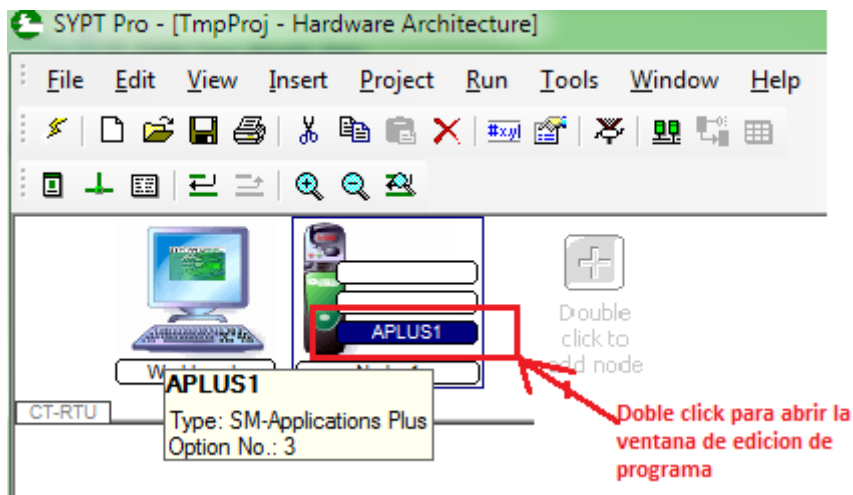 SYPT Pro - [TmpProj - Hardware Architecture]
File Edit View Insert Project Run Tools Window Help
#xyl
APLUS1
Double
click to
node
APLUS1
Type: SM-Applications Plus
Option No.: 3
CT-RTU
Doble click para abrir la
ventana de edicion de
programa